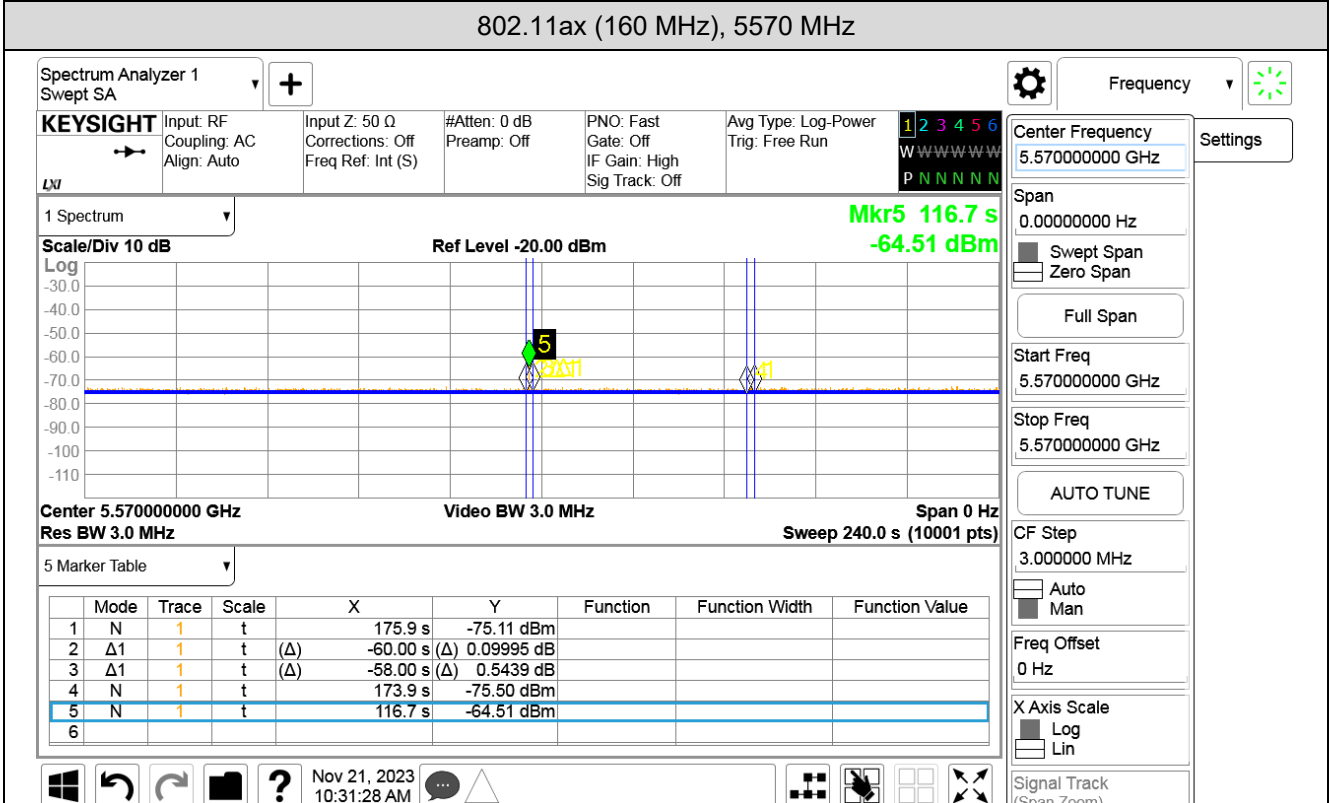 802.11ax (160 MHz), 5570 MHz
Spectrum Analyzer 1
Swept SA
Frequency
KEYSIGHT
LXI
Input: RF
Coupling: AC
Align: Auto
Input Z: 50 Ω
Corrections: Off
Freq Ref: Int (S)
#Atten: 0 dB
Preamp: Off
PNO: Fast
Gate: Off
IF Gain: High
Sig Track: Off
Avg Type: Log-Power
Trig: Free Run
1 2 3 4 5 6
W W W W W W
P N N N N N
Center Frequency
5.570000000 GHz
Settings
Span
0.00000000 Hz
Swept Span
Zero Span
Full Span
Start Freq
5.570000000 GHz
Stop Freq
5.570000000 GHz
AUTO TUNE
CF Step
3.000000 MHz
Auto
Man
Freq Offset
0 Hz
X Axis Scale
Log
Lin
Signal Track
(Span Zoom)
1 Spectrum
Mkr5 116.7 s
-64.51 dBm
Scale/Div 10 dB
Ref Level -20.00 dBm
Log
-30.0
-40.0
-50.0
5
-60.0
-70.0
-80.0
-90.0
-100
-110
Center 5.570000000 GHz
Video BW 3.0 MHz
Span 0 Hz
Res BW 3.0 MHz
Sweep 240.0 s (10001 pts)
5 Marker Table
Mode Trace Scale X Y Function Function Width Function Value
1 N 1 t 175.9 s -75.11 dBm
2 Δ1 1 t (Δ) -60.00 s (Δ) 0.09995 dB
3 Δ1 1 t (Δ) -58.00 s (Δ) 0.5439 dB
4 N 1 t 173.9 s -75.50 dBm
5 N 1 t 116.7 s -64.51 dBm
6
?
Nov 21, 2023
10:31:28 AM